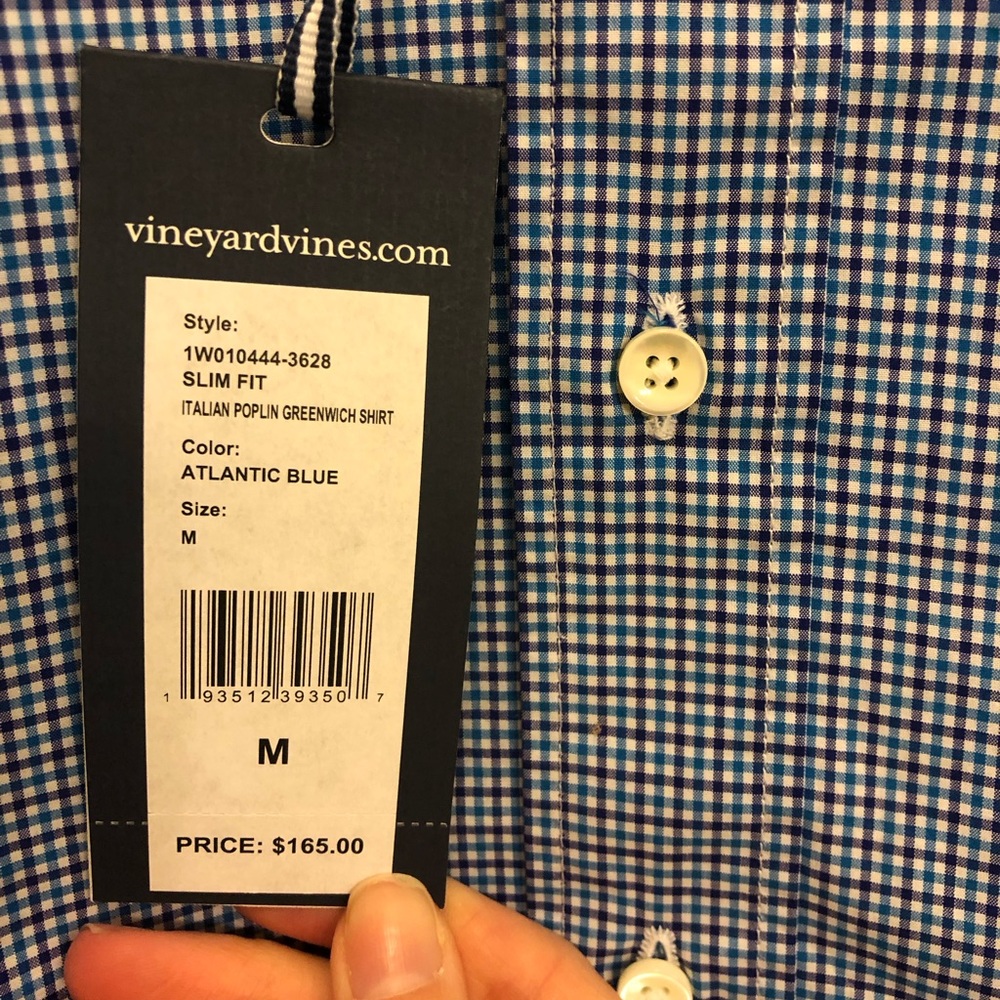 vineyardvines.com
Style:
1W010444-3628
SLIM FIT
ITALIAN POPLIN GREENWICH SHIRT
Color:
ATLANTIC BLUE
Size:
M
1 93512 39350 7
M
PRICE: $165.00